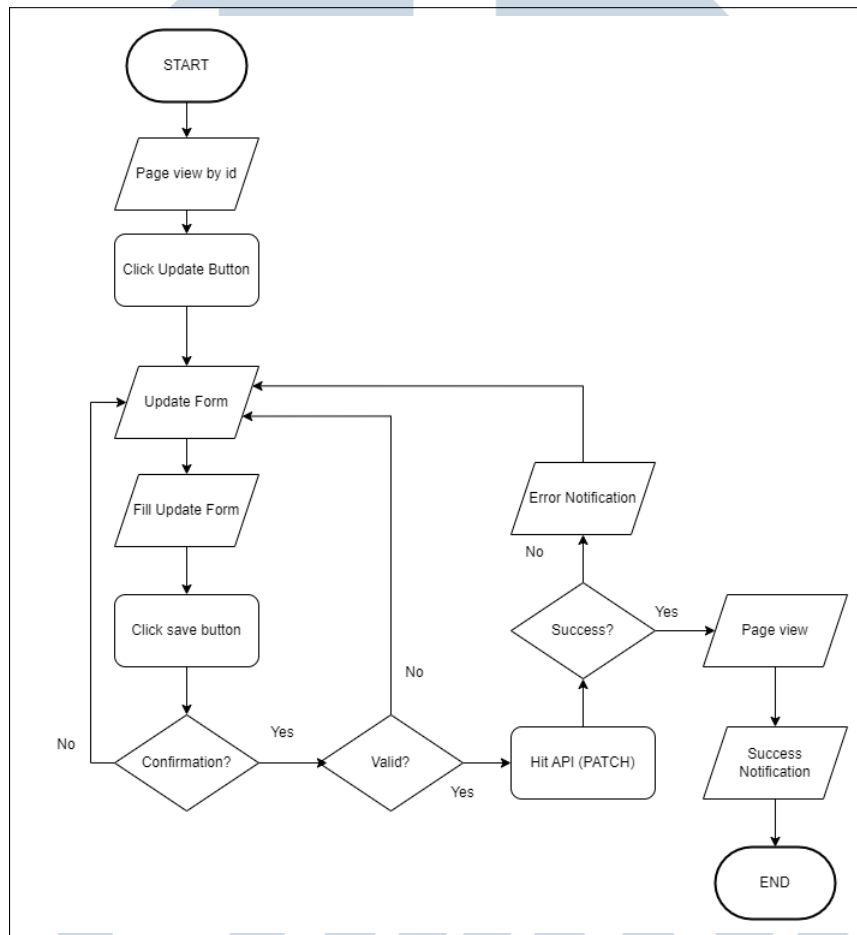 START
Page view by id
Click Update Button
Update Form
Fill Update Form
Click save button
Confirmation?
No
Yes
Valid?
No
Yes
Hit API (PATCH)
Success?
No
Error Notification
Yes
Page view
Success
Notification
END